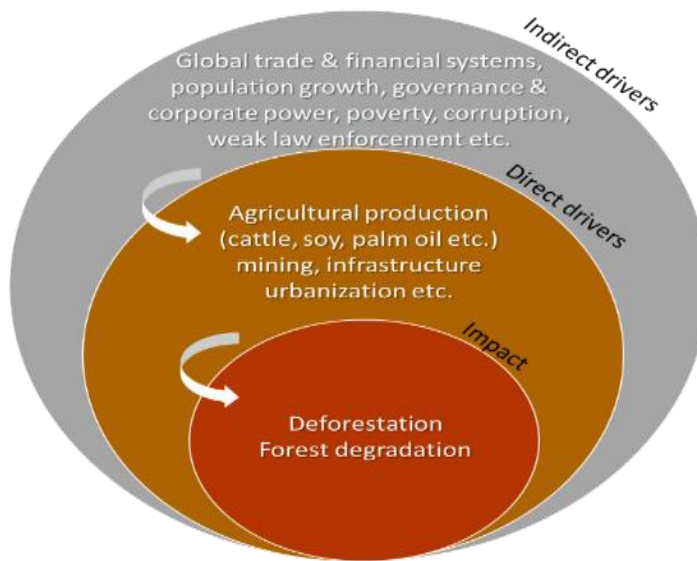 Indirect drivers
Global trade & financial systems,
population growth, governance &
corporate power, poverty, corruption,
weak law enforcement etc.
Direct drivers
Agricultural production
(cattle, soy, palm oil etc.)
mining, infrastructure
urbanization etc.
Impact
Deforestation
Forest degradation